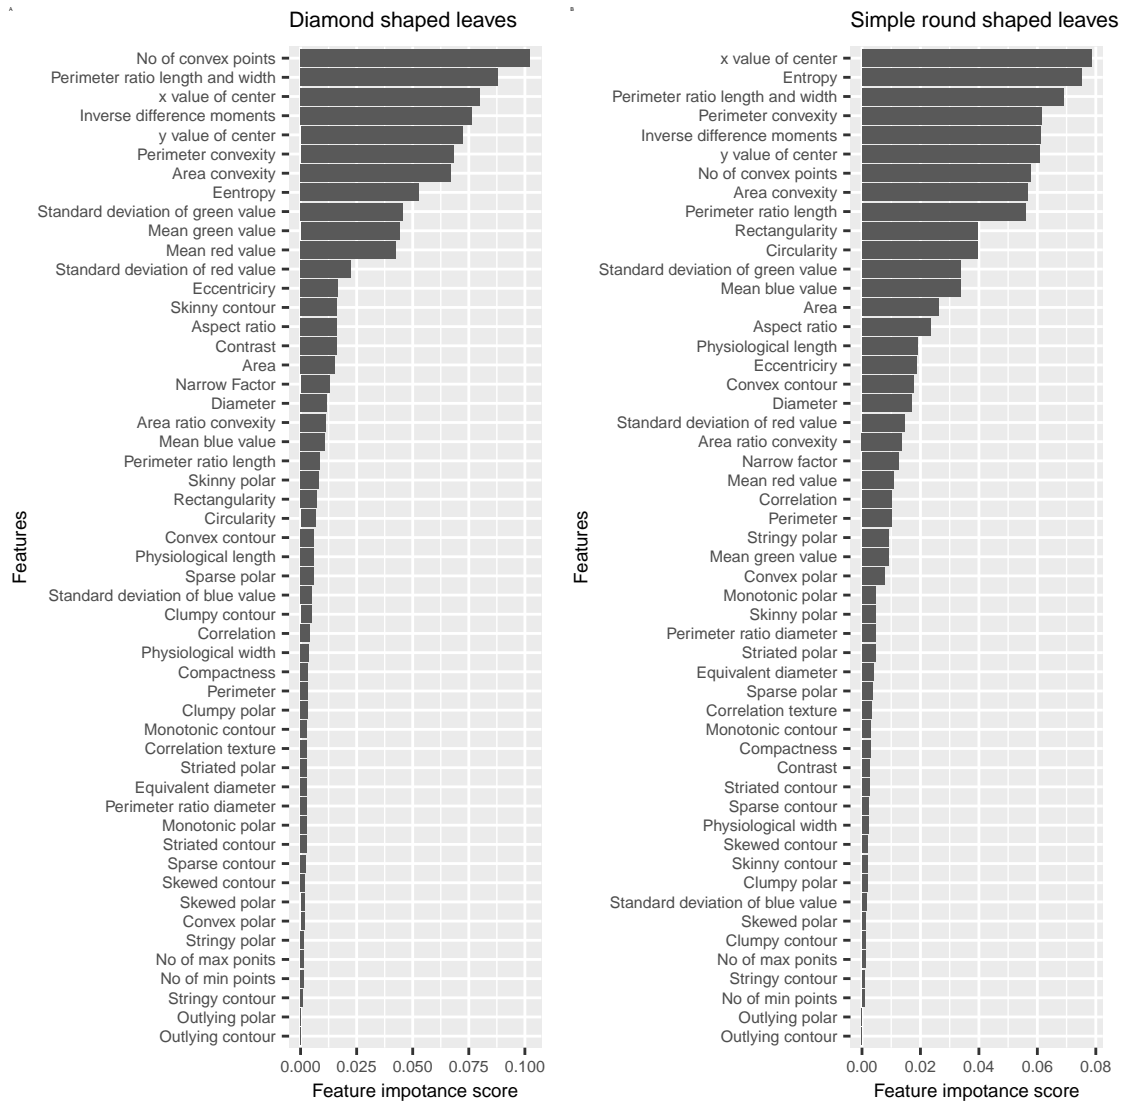 A
Diamond shaped leaves
No of convex points
Perimeter ratio length and width
x value of center
Inverse difference moments
y value of center
Perimeter convexity
Area convexity
Eentropy
Standard deviation of green value
Mean green value
Mean red value
Standard deviation of red value
Eccentriciry
Skinny contour
Aspect ratio
Contrast
Area
Narrow Factor
Diameter
Area ratio convexity
Mean blue value
Perimeter ratio length
Skinny polar
Rectangularity
Circularity
Convex contour
Physiological length
Sparse polar
Standard deviation of blue value
Clumpy contour
Correlation
Physiological width
Compactness
Perimeter
Clumpy polar
Monotonic contour
Correlation texture
Striated polar
Equivalent diameter
Perimeter ratio diameter
Monotonic polar
Striated contour
Sparse contour
Skewed contour
Skewed polar
Convex polar
Stringy polar
No of max ponits
No of min points
Stringy contour
Outlying polar
Outlying contour
0.000 0.025 0.050 0.075 0.100
Feature impotance score
Features
B
Simple round shaped leaves
x value of center
Entropy
Perimeter ratio length and width
Perimeter convexity
Inverse difference moments
y value of center
No of convex points
Area convexity
Perimeter ratio length
Rectangularity
Circularity
Standard deviation of green value
Mean blue value
Area
Aspect ratio
Physiological length
Eccentriciry
Convex contour
Diameter
Standard deviation of red value
Area ratio convexity
Narrow factor
Mean red value
Correlation
Perimeter
Stringy polar
Mean green value
Convex polar
Monotonic polar
Skinny polar
Perimeter ratio diameter
Striated polar
Equivalent diameter
Sparse polar
Correlation texture
Monotonic contour
Compactness
Contrast
Striated contour
Sparse contour
Physiological width
Skewed contour
Skinny contour
Clumpy polar
Standard deviation of blue value
Skewed polar
Clumpy contour
No of max ponits
Stringy contour
No of min points
Outlying polar
Outlying contour
0.00 0.02 0.04 0.06 0.08
Feature impotance score
Features